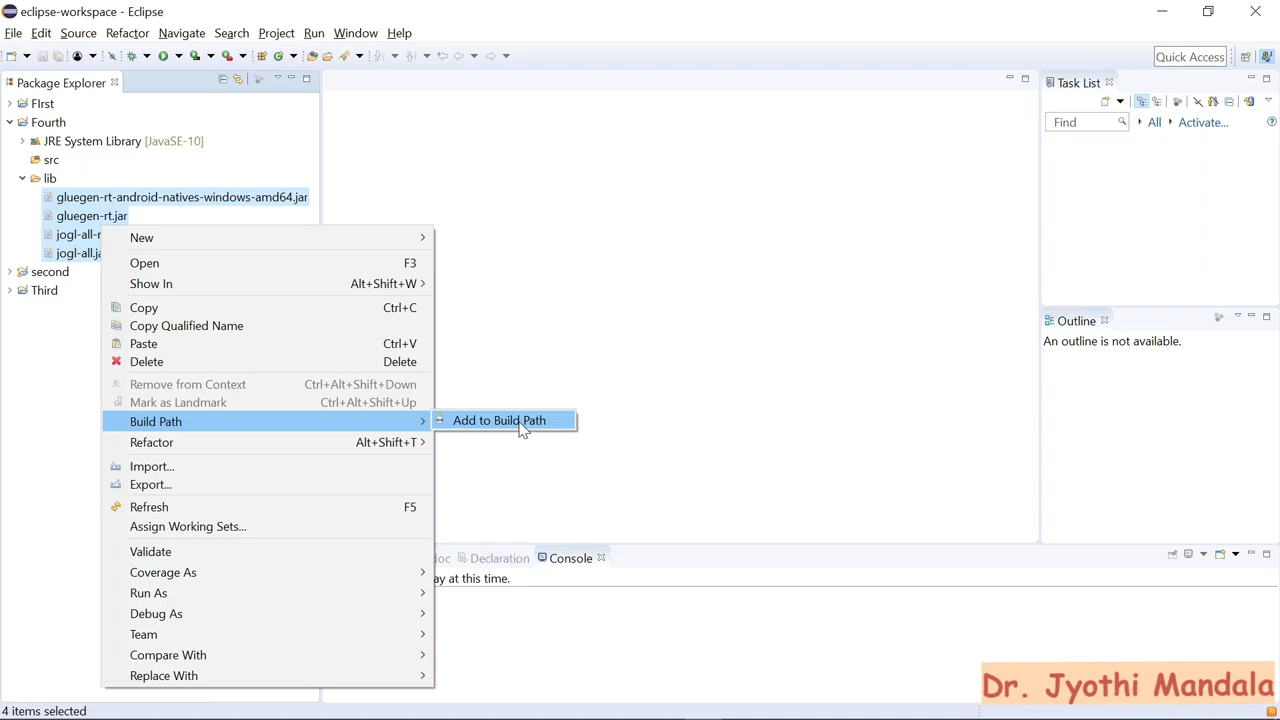 eclipse-workspace - Eclipse
File Edit Source Refactor Navigate Search Project Run Window Help
Quick Access
Package Explorer
FIrst
Fourth
JRE System Library [JavaSE-10]
src
lib
gluegen-rt-android-natives-windows-amd64.jar
gluegen-rt.jar
jogl-all-
jogl-all.j
second
Third
New
Open F3
Show In Alt+Shift+W
Copy Ctrl+C
Copy Qualified Name
Paste Ctrl+V
Delete Delete
Remove from Context Ctrl+Alt+Shift+Down
Mark as Landmark Ctrl+Alt+Shift+Up
Build Path
Add to Build Path
Refactor Alt+Shift+T
Import...
Export...
Refresh F5
Assign Working Sets...
Validate
Coverage As
Run As
Debug As
Team
Compare With
Replace With
Task List
Find All Activate...
Outline
An outline is not available.
oc Declaration Console
ay at this time.
Dr. Jyothi Mandala
4 items selected